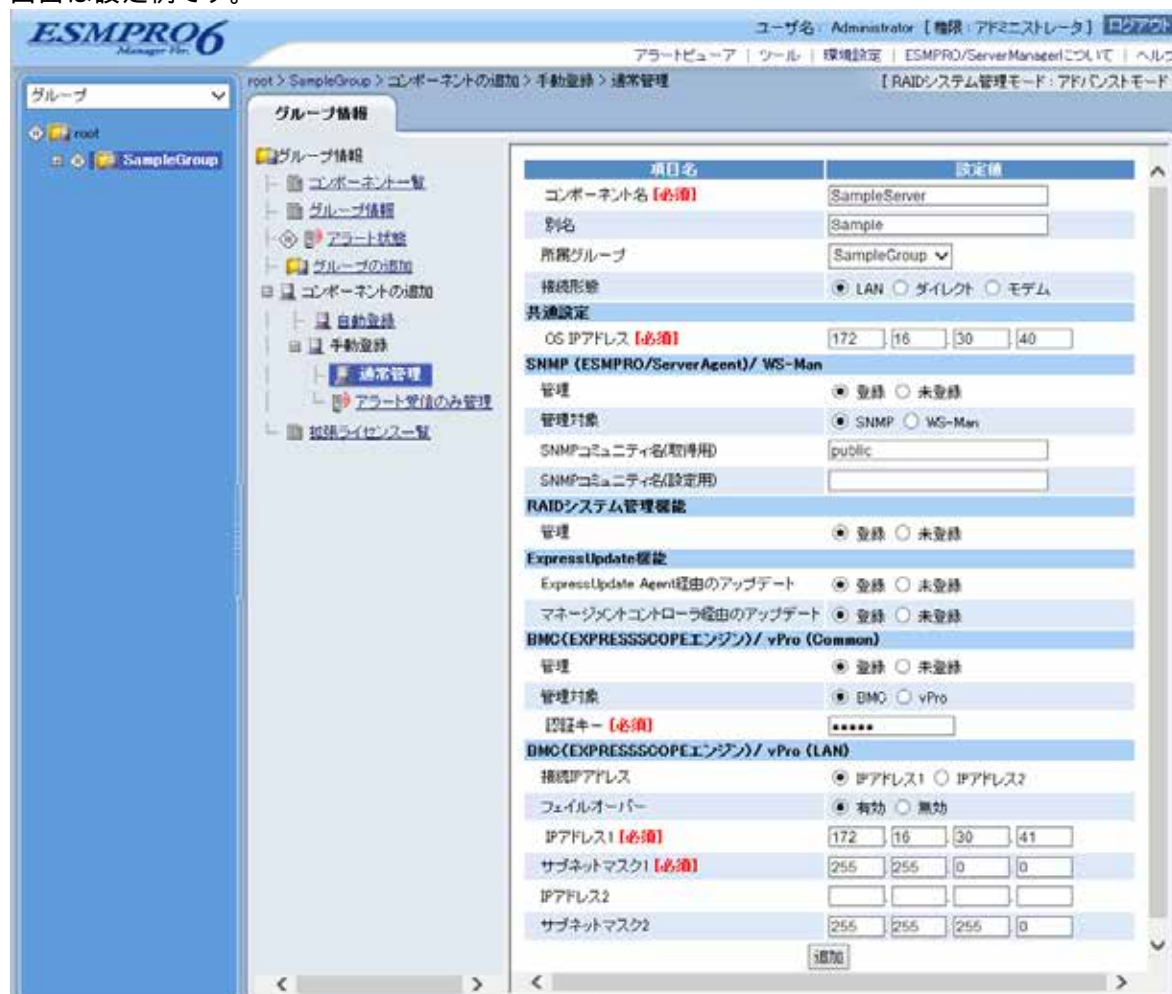 画面は設定例です。
ESMPRO6
Manager Ver.
ユーザ名: Administrator [ 権限: アドミニストレータ ] ログアウト
アラートビューア | ツール | 環境設定 | ESMPRO/ServerManagerについて | ヘルプ
グループ
root
SampleGroup
root > SampleGroup > コンポーネントの追加 > 手動登録 > 通常管理 [ RAIDシステム管理モード: アドバンストモード
グループ情報
グループ情報
コンポーネント一覧
グループ情報
アラート状態
グループの追加
コンポーネントの追加
自動登録
手動登録
通常管理
アラート受信のみ管理
拡張ライセンス一覧
項目名 設定値
コンポーネント名 [必須] SampleServer
別名 Sample
所属グループ SampleGroup
接続形態 LAN ダイレクト モデム
共通設定
OS IPアドレス [必須] 172 . 16 . 30 . 40
SNMP (ESMPRO/ServerAgent)/ WS-Man
管理 登録 未登録
管理対象 SNMP WS-Man
SNMPコミュニティ名(取得用) public
SNMPコミュニティ名(設定用)
RAIDシステム管理機能
管理 登録 未登録
ExpressUpdate機能
ExpressUpdate Agent経由のアップデート 登録 未登録
マネージメントコントローラ経由のアップデート 登録 未登録
BMC(EXPRESSSCOPEエンジン)/ vPro (Common)
管理 登録 未登録
管理対象 BMC vPro
認証キー [必須] •••••
BMC(EXPRESSSCOPEエンジン)/ vPro (LAN)
接続IPアドレス IPアドレス1 IPアドレス2
フェイルオーバー 有効 無効
IPアドレス1 [必須] 172 . 16 . 30 . 41
サブネットマスク1 [必須] 255 . 255 . 0 . 0
IPアドレス2 . . .
サブネットマスク2 255 . 255 . 255 . 0
追加